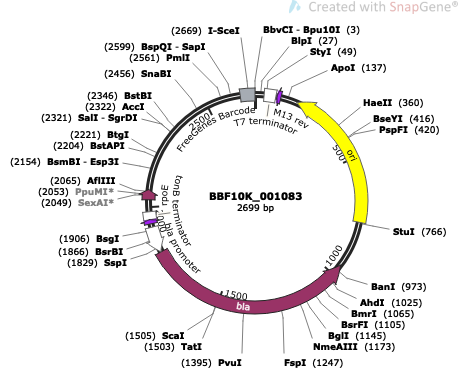 Created with SnapGene®
(2669) I-SceI
BbvCI - Bpu10I (3)
(2599) BspQI - SapI
BlpI (27)
(2561) PmlI
StyI (49)
(2456) SnaBI
ApoI (137)
(2346) BstBI
HaeII (360)
(2322) AccI
BseYI (416)
(2321) SalI - SgrDI
PspFI (420)
(2221) BtgI
(2204) BstAPI
(2154) BsmBI - Esp3I
(2065) AflIII
(2053) PpuMI*
(2049) SexAI*
StuI (766)
(1906) BsgI
(1866) BsrBI
(1829) SspI
BanI (973)
AhdI (1025)
BmrI (1065)
BsrFI (1105)
BglI (1145)
NmeAIII (1173)
(1505) ScaI
(1503) TatI
(1395) PvuI
FspI (1247)
FreeGenes Barcode
T7 terminator
M13 rev
ori
500
1000
1500
2500
bla
bla promoter
tonB terminator
BBF10K_001083
2699 bp